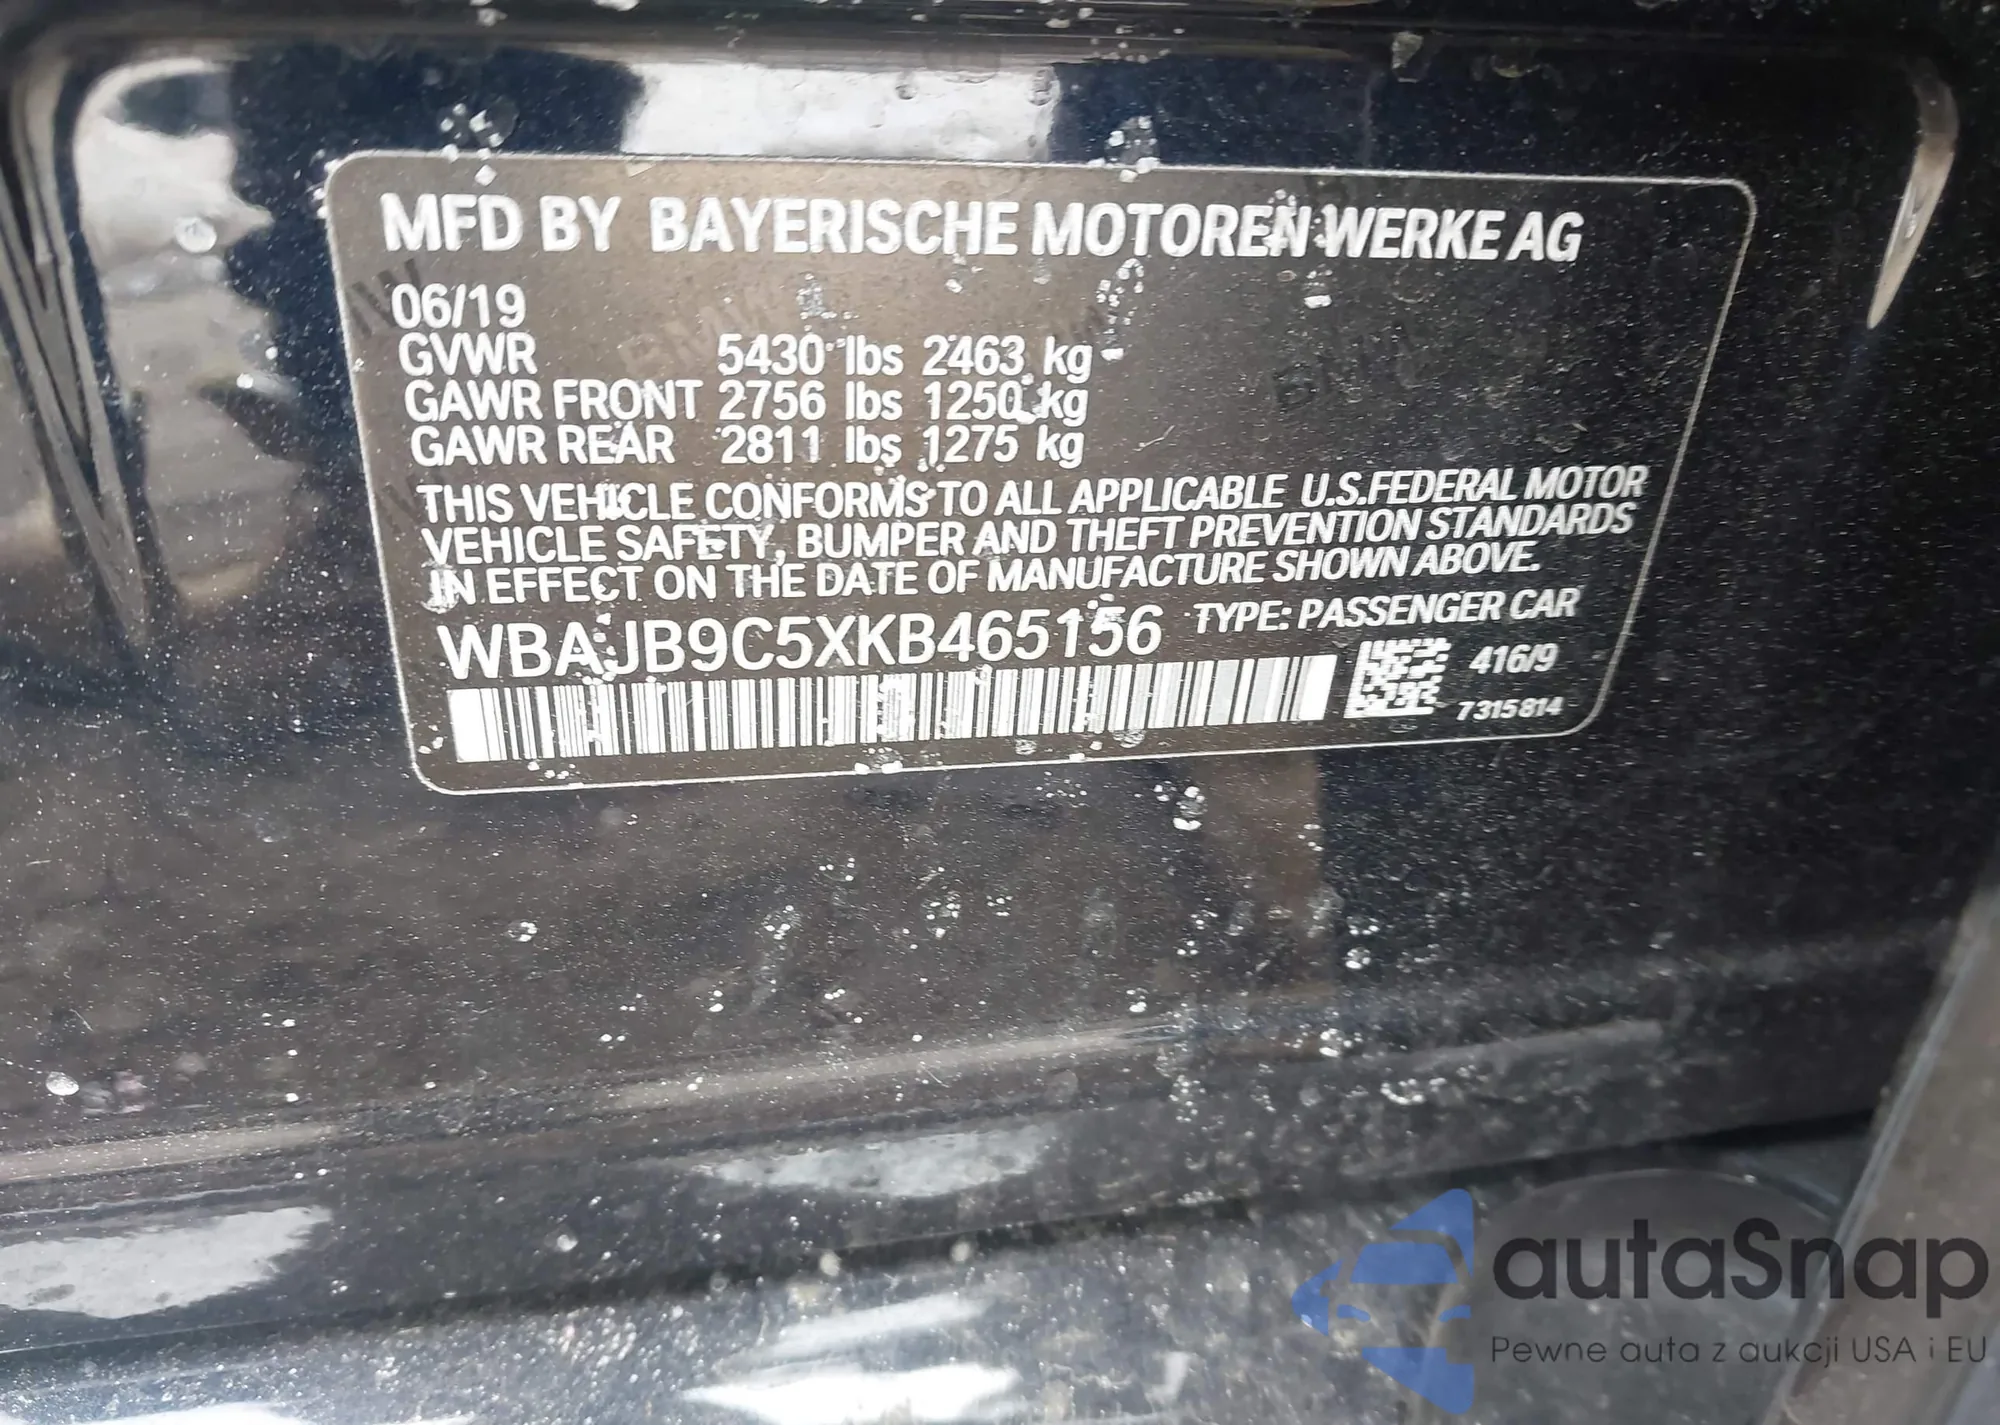 MFD BY BAYERISCHE MOTOREN WERKE AG
06/19
GVWR 5430 lbs 2463 kg
GAWR FRONT 2756 lbs 1250 kg
GAWR REAR 2811 lbs 1275 kg
THIS VEHICLE CONFORMS TO ALL APPLICABLE U.S.FEDERAL MOTOR
VEHICLE SAFETY, BUMPER AND THEFT PREVENTION STANDARDS
IN EFFECT ON THE DATE OF MANUFACTURE SHOWN ABOVE.
WBAJB9C5XKB465156 TYPE: PASSENGER CAR
416/9
7315814
autaSnap
Pewne auta z aukcji USA i EU